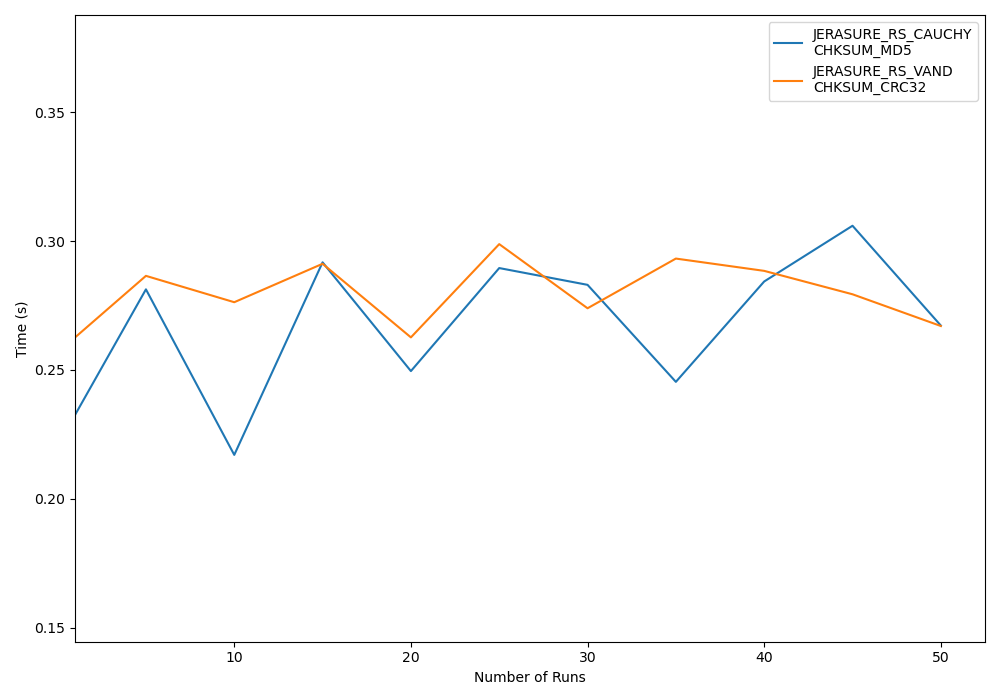 JERASURE_RS_CAUCHY
CHKSUM_MD5
JERASURE_RS_VAND
CHKSUM_CRC32
0.35
0.30
0.25
0.20
0.15
Time (s)
10 20 30 40 50
Number of Runs